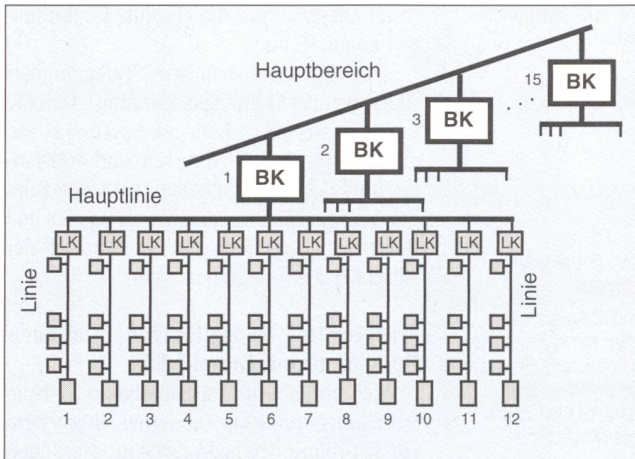 Hauptbereich
15 BK
3 BK
2 BK
1 BK
Hauptlinie
LK LK LK LK LK LK LK LK LK LK LK LK
Linie Linie
1 2 3 4 5 6 7 8 9 10 11 12